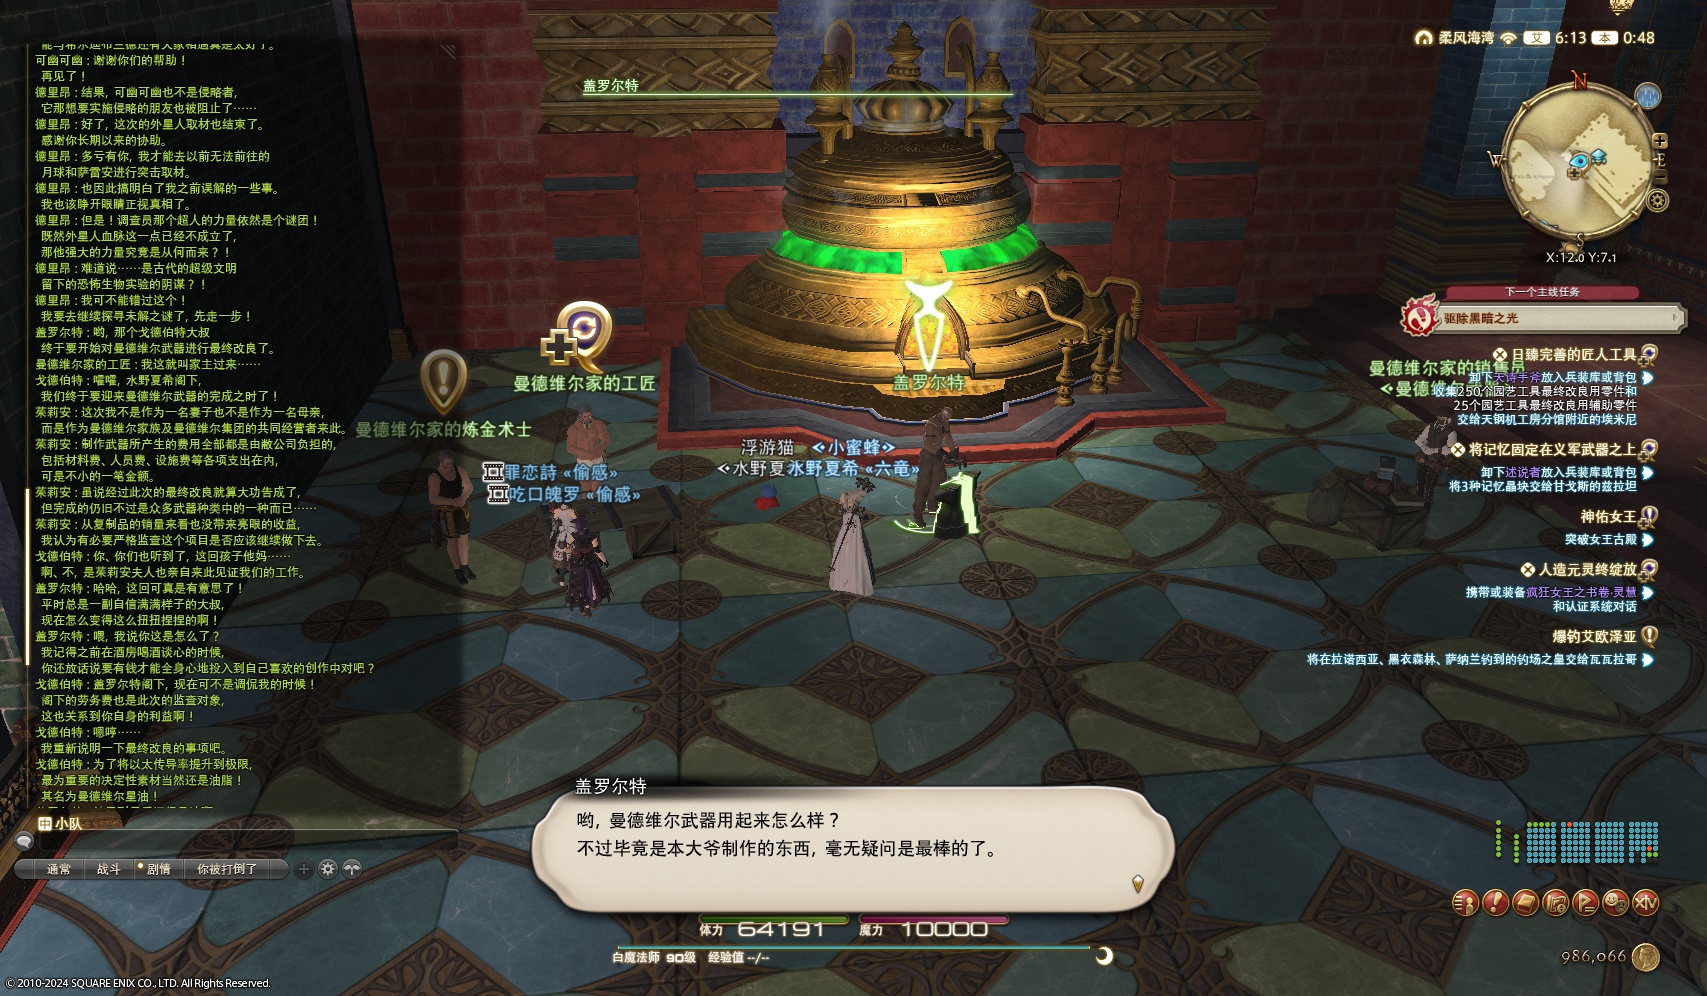 能与希尔迪布兰德还有大家相遇真是太好了。
可幽可幽：谢谢你们的帮助！
再见了！
德里昂：结果，可幽可幽也不是侵略者，
它那想要实施侵略的朋友也被阻止了……
德里昂：好了，这次的外星人取材也结束了。
感谢你长期以来的协助。
德里昂：多亏有你，我才能去以前无法前往的
月球和萨雷安进行突击取材。
德里昂：也因此搞明白了我之前误解的一些事。
我也该睁开眼睛正视真相了。
德里昂：但是！调查员那个超人的力量依然是个谜团！
既然外星人血脉这一点已经不成立了，
那他强大的力量究竟是从何而来？！
德里昂：难道说……是古代的超级文明
留下的恐怖生物实验的阴谋？！
德里昂：我可不能错过这个！
我要去继续探寻未解之谜了，先走一步！
盖罗尔特：哟，那个戈德伯特大叔
终于要开始对曼德维尔武器进行最终改良了。
曼德维尔家的工匠：我这就叫家主过来……
戈德伯特：嚯嚯，水野夏希阁下，
我们终于要迎来曼德维尔武器的完成之时了！
茱莉安：这次我不是作为一名妻子也不是作为一名母亲，
而是作为曼德维尔家族及曼德维尔集团的共同经营者来此。
茱莉安：制作武器所产生的费用全部都是由敝公司负担的，
包括材料费、人员费、设施费等各项支出在内，
可是不小的一笔金额。
茱莉安：虽说经过此次的最终改良就算大功告成了，
但完成的仍旧不过是众多武器种类中的一种而已……
茱莉安：从复制品的销量来看也没带来亮眼的收益，
我认为有必要严格监查这个项目是否应该继续做下去。
戈德伯特：你、你们也听到了，这回孩子他妈……
啊、不，是茱莉安夫人也亲自来此见证我们的工作。
盖罗尔特：哈哈，这回可真是有意思了！
平时总是一副自信满满样子的大叔，
现在怎么变得这么扭扭捏捏的啊！
盖罗尔特：喂，我说你这是怎么了？
我记得之前在酒房喝酒谈心的时候，
你还放话说要有钱才能全身心地投入到自己喜欢的创作中对吧？
戈德伯特：盖罗尔特阁下，现在可不是调侃我的时候！
阁下的劳务费也是此次的监查对象，
这也关系到你自身的利益啊！
戈德伯特：嗯哼……
我重新说明一下最终改良的事项吧。
戈德伯特：为了将以太传导率提升到极限，
最为重要的决定性素材当然还是油脂！
其名为曼德维尔星油！
中 小队
通常 战斗 剧情 你被打倒了
盖罗尔特
曼德维尔家的工匠
盖罗尔特
曼德维尔家的炼金术士
浮游猫 «小蜜蜂»
水野夏 水野夏希 «六竜»
罪恋詩 «偷感»
吃口魄罗 «偷感»
柔风海湾 艾 6:13 本 0:48
N
W
E
S
X:12.0 Y:7.1
下一个主线任务
驱除黑暗之光
曼德维尔家的销售员
日臻完善的匠人工具
卸下天诗手斧放入兵装库或背包
收集250个园艺工具最终改良用零件和
25个园艺工具最终改良用辅助零件
交给天钢机工房分馆附近的埃米尼
将记忆固定在义军武器之上
卸下述说者放入兵装库或背包
将3种记忆晶块交给甘戈斯的兹拉坦
神佑女王
突破女王古殿
人造元灵终绽放
携带或装备疯狂女王之书卷·灵慧
和认证系统对话
爆钓艾欧泽亚
将在拉诺西亚、黑衣森林、萨纳兰钓到的钓场之皇交给瓦瓦拉哥
盖罗尔特
哟，曼德维尔武器用起来怎么样？
不过毕竟是本大爷制作的东西，毫无疑问是最棒的了。
体力 64191 魔力 10000
白魔法师 90级 经验值 --/--
986,066
© 2010-2024 SQUARE ENIX CO., LTD. All Rights Reserved.